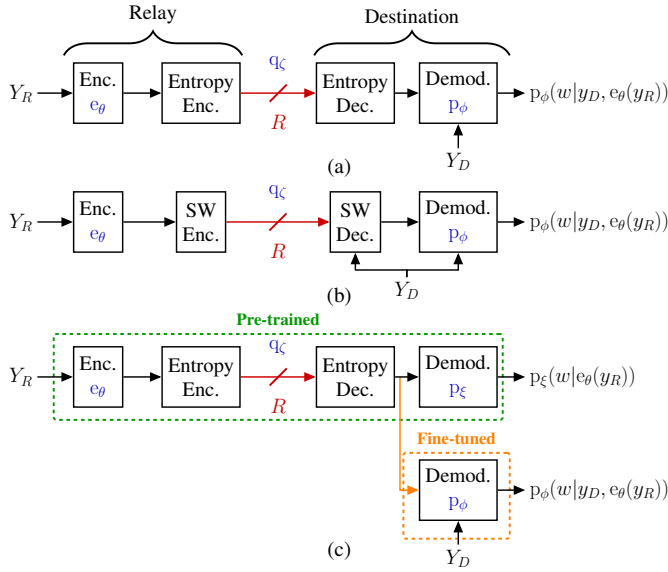 Relay Destination
q_ζ
Y_R Enc. e_θ Entropy Enc. R Entropy Dec. Demod. p_ϕ p_ϕ(w|y_D, e_θ(y_R))
Y_D
(a)
q_ζ
Y_R Enc. e_θ SW Enc. R SW Dec. Demod. p_ϕ p_ϕ(w|y_D, e_θ(y_R))
Y_D
(b)
Pre-trained
q_ζ
Y_R Enc. e_θ Entropy Enc. R Entropy Dec. Demod. p_ξ p_ξ(w|e_θ(y_R))
Fine-tuned
Demod. p_ϕ p_ϕ(w|y_D, e_θ(y_R))
Y_D
(c)